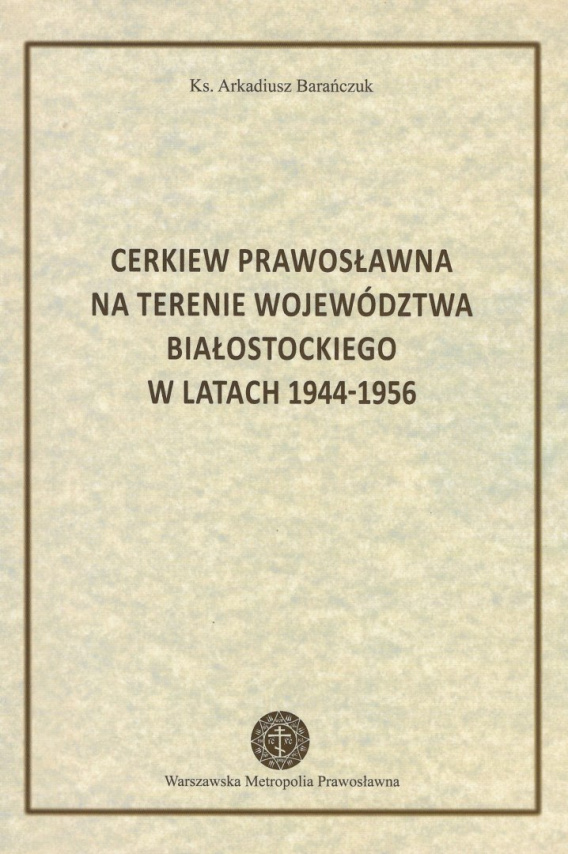 Ks. Arkadiusz Barańczuk
CERKIEW PRAWOSŁAWNA
NA TERENIE WOJEWÓDZTWA
BIAŁOSTOCKIEGO
W LATACH 1944-1956
Warszawska Metropolia Prawosławna